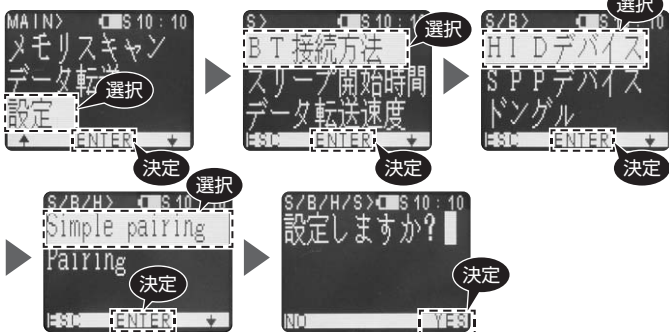 MAIN> S 10:10
メモリスキャン
データ転送
設定
選択
↑ ENTER ↓
決定
S> S 10:1
選択
BT接続方法
スリープ開始時間
データ転送速度
ESC ENTER ↓
決定
S/B> S
選択
HIDデバイス
SPPデバイス
ドングル
ESC ENTER ↓
決定
S/B/H> S 10:10
選択
Simple pairing
Pairing
決定
ESC ENTER ↓
S/B/H/S> S 10:10
設定しますか?
決定
NO YES